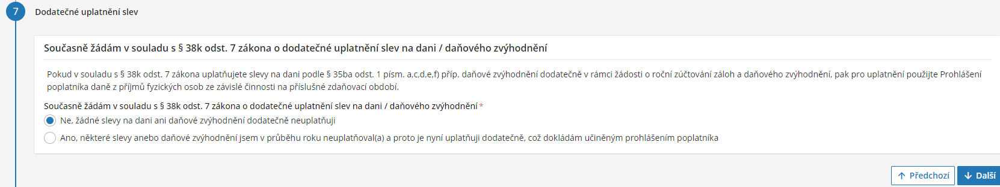 7 Dodatečné uplatnění slev
Současně žádám v souladu s § 38k odst. 7 zákona o dodatečné uplatnění slev na dani / daňového zvýhodnění
Pokud v souladu s § 38k odst. 7 zákona uplatňujete slevy na dani podle § 35ba odst. 1 písm. a,c,d,e,f) příp. daňové zvýhodnění dodatečně v rámci žádosti o roční zúčtování záloh a daňového zvýhodnění, pak pro uplatnění použijte Prohlášení
poplatníka daně z příjmů fyzických osob ze závislé činnosti na příslušné zdaňovací období.
Současně žádám v souladu s § 38k odst. 7 zákona o dodatečné uplatnění slev na dani / daňového zvýhodnění *
Ne, žádné slevy na dani ani daňové zvýhodnění dodatečně neuplatňuji
Ano, některé slevy anebo daňové zvýhodnění jsem v průběhu roku neuplatňoval(a) a proto je nyní uplatňuji dodatečně, což dokládám učiněným prohlášením poplatníka
Předchozí Další